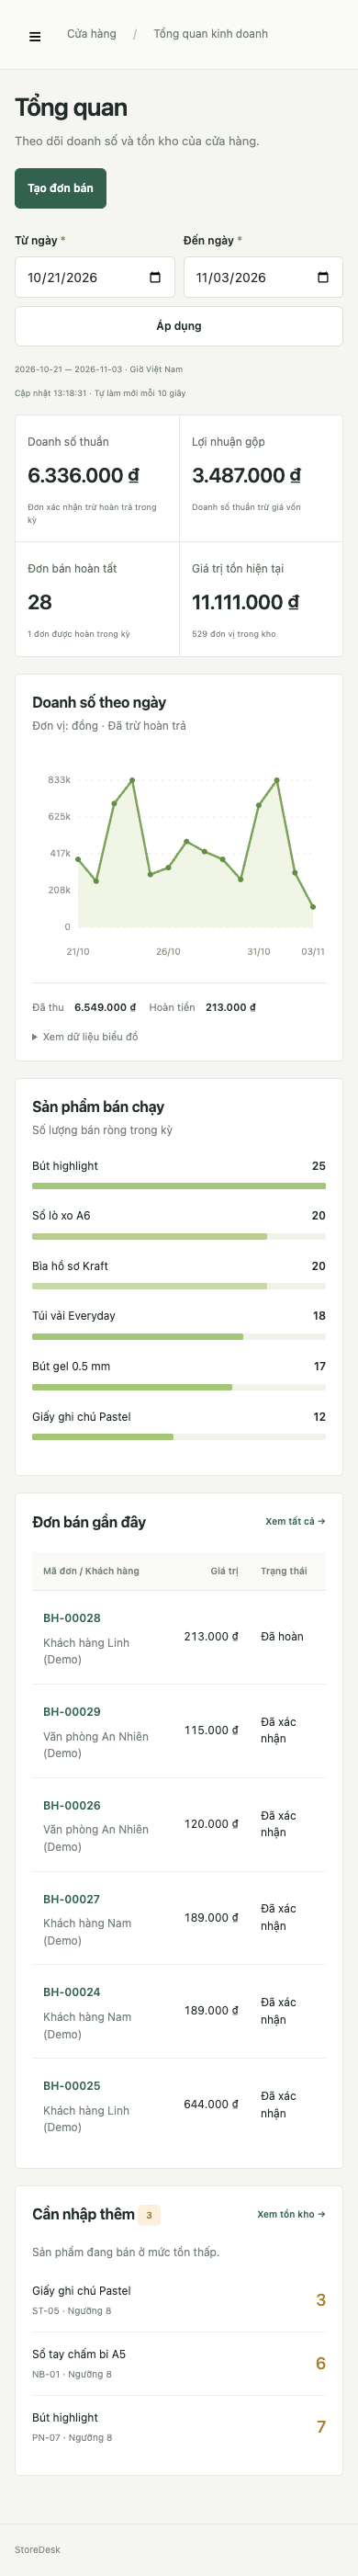 Cửa hàng / Tổng quan kinh doanh
Tổng quan
Theo dõi doanh số và tồn kho của cửa hàng.
Tạo đơn bán
Từ ngày * Đến ngày *
10/21/2026 11/03/2026
Áp dụng
2026-10-21 — 2026-11-03 · Giờ Việt Nam
Cập nhật 13:18:31 · Tự làm mới mỗi 10 giây
Doanh số thuần
6.336.000 ₫
Đơn xác nhận trừ hoàn trả trong
kỳ
Lợi nhuận gộp
3.487.000 ₫
Doanh số thuần trừ giá vốn
Đơn bán hoàn tất
28
1 đơn được hoàn trong kỳ
Giá trị tồn hiện tại
11.111.000 ₫
529 đơn vị trong kho
Doanh số theo ngày
Đơn vị: đồng · Đã trừ hoàn trả
833k
625k
417k
208k
0
21/10 26/10 31/10 03/11
Đã thu 6.549.000 ₫ Hoàn tiền 213.000 ₫
Xem dữ liệu biểu đồ
Sản phẩm bán chạy
Số lượng bán ròng trong kỳ
Bút highlight 25
Sổ lò xo A6 20
Bìa hồ sơ Kraft 20
Túi vải Everyday 18
Bút gel 0.5 mm 17
Giấy ghi chú Pastel 12
Đơn bán gần đây Xem tất cả →
Mã đơn / Khách hàng Giá trị Trạng thái
BH-00028
Khách hàng Linh
(Demo)
213.000 ₫
Đã hoàn
BH-00029
Văn phòng An Nhiên
(Demo)
115.000 ₫
Đã xác
nhận
BH-00026
Văn phòng An Nhiên
(Demo)
120.000 ₫
Đã xác
nhận
BH-00027
Khách hàng Nam
(Demo)
189.000 ₫
Đã xác
nhận
BH-00024
Khách hàng Nam
(Demo)
189.000 ₫
Đã xác
nhận
BH-00025
Khách hàng Linh
(Demo)
644.000 ₫
Đã xác
nhận
Cần nhập thêm 3 Xem tồn kho →
Sản phẩm đang bán ở mức tồn thấp.
Giấy ghi chú Pastel
ST-05 · Ngưỡng 8
3
Sổ tay chấm bi A5
NB-01 · Ngưỡng 8
6
Bút highlight
PN-07 · Ngưỡng 8
7
StoreDesk